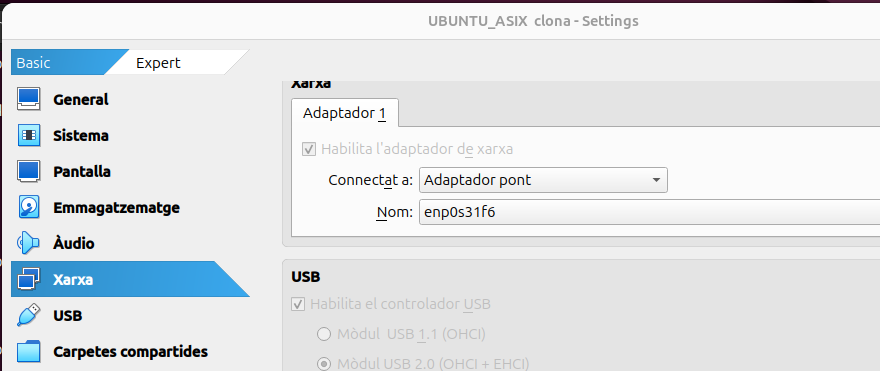 UBUNTU_ASIX clona - Settings
Basic
Expert
General
Sistema
Pantalla
Emmagatzematge
Àudio
Xarxa
USB
Carpetes compartides
Xarxa
Adaptador 1
Habilita l'adaptador de xarxa
Connectat a: Adaptador pont
Nom: enp0s31f6
USB
Habilita el controlador USB
Mòdul USB 1.1 (OHCI)
Mòdul USB 2.0 (OHCI + EHCI)